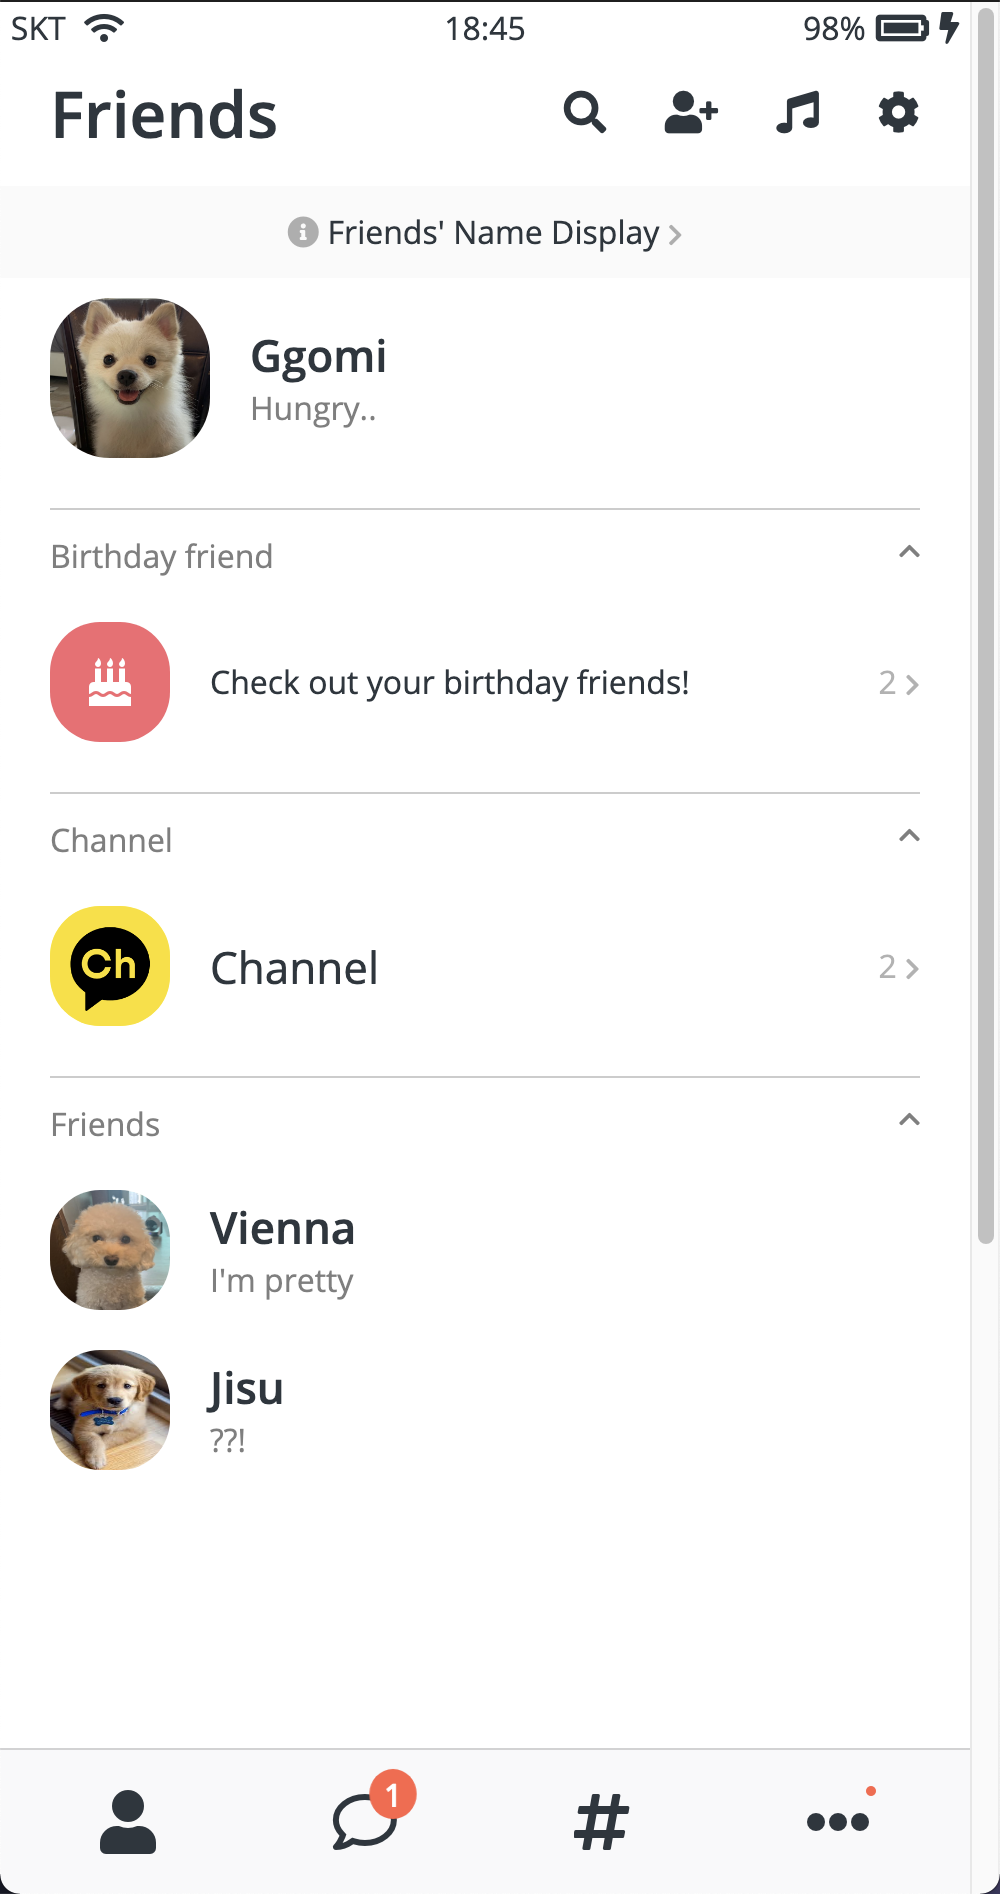 SKT 18:45 98%
Friends
Friends' Name Display
Ggomi
Hungry..
Birthday friend
Check out your birthday friends! 2
Channel
Ch Channel 2
Friends
Vienna
I'm pretty
Jisu
??!
1